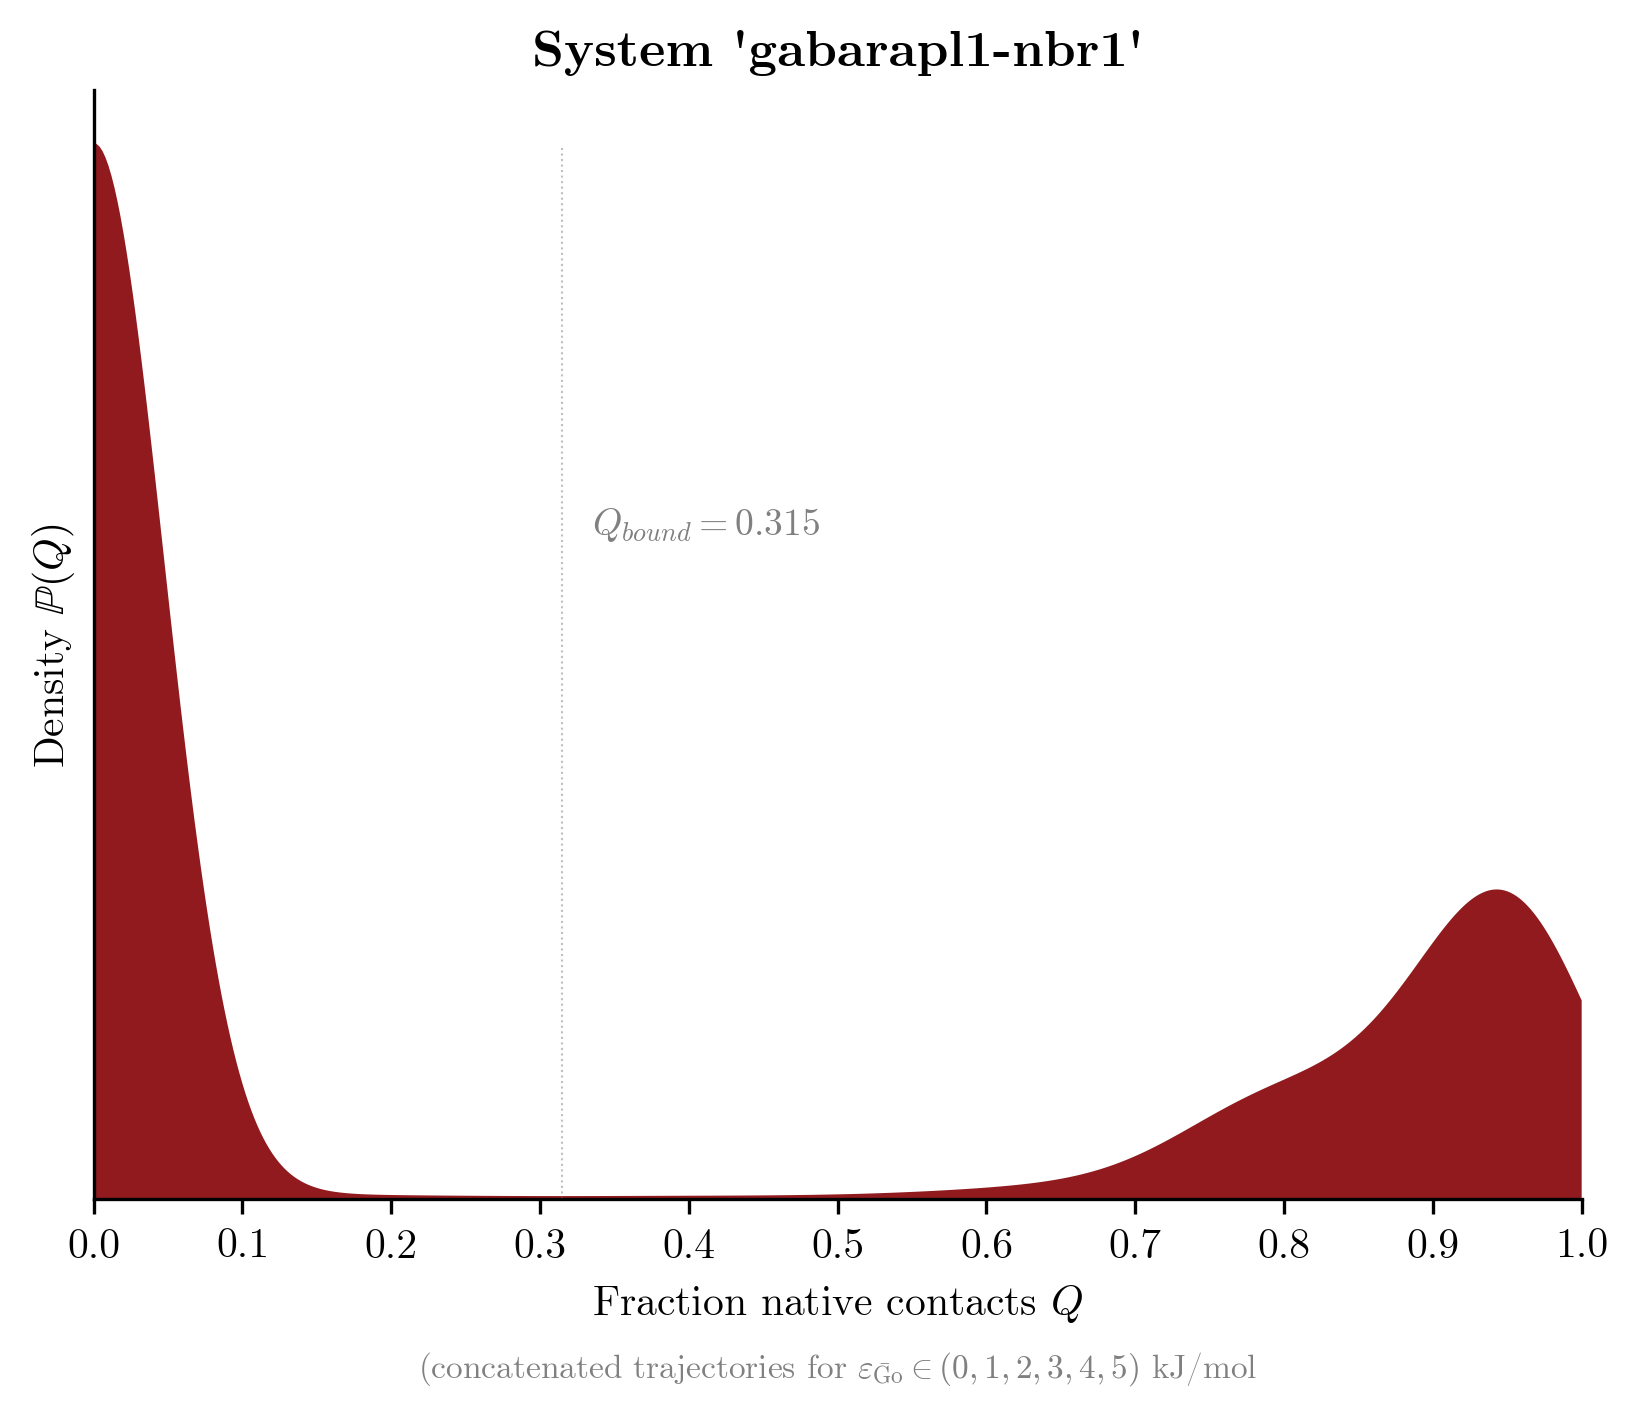 System 'gabarapl1-nbr1'
Density ℙ(Q)
Q_bound = 0.315
0.0 0.1 0.2 0.3 0.4 0.5 0.6 0.7 0.8 0.9 1.0
Fraction native contacts Q
(concatenated trajectories for ε_Ḡo ∈ (0, 1, 2, 3, 4, 5) kJ/mol